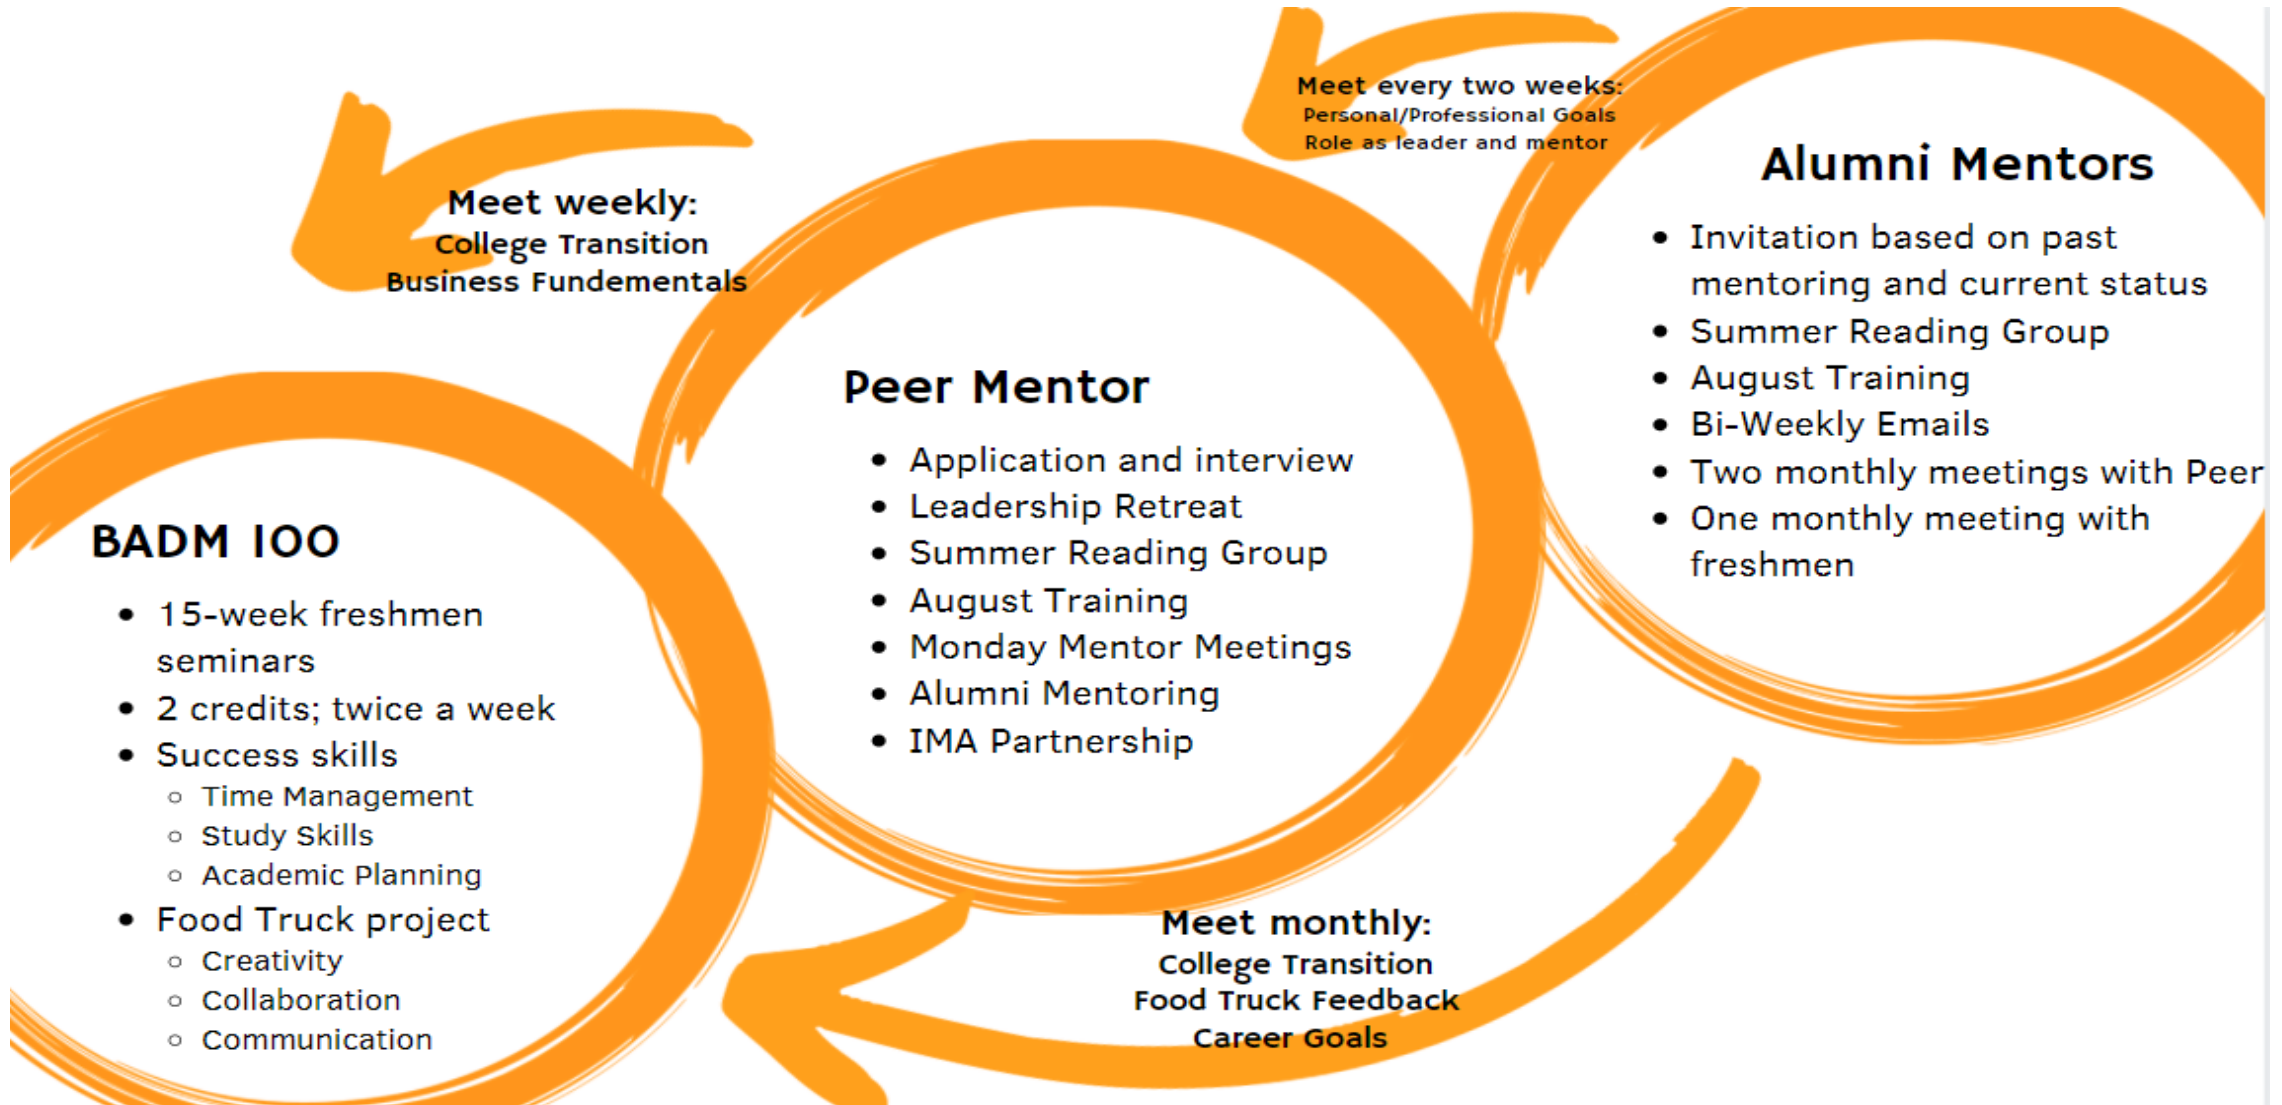 Meet every two weeks:
Personal/Professional Goals
Role as leader and mentor
Meet weekly:
College Transition
Business Fundementals
BADM 100
• 15-week freshmen
seminars
• 2 credits; twice a week
• Success skills
○ Time Management
○ Study Skills
○ Academic Planning
• Food Truck project
○ Creativity
○ Collaboration
○ Communication
Peer Mentor
• Application and interview
• Leadership Retreat
• Summer Reading Group
• August Training
• Monday Mentor Meetings
• Alumni Mentoring
• IMA Partnership
Alumni Mentors
• Invitation based on past
mentoring and current status
• Summer Reading Group
• August Training
• Bi-Weekly Emails
• Two monthly meetings with Peer
• One monthly meeting with
freshmen
Meet monthly:
College Transition
Food Truck Feedback
Career Goals